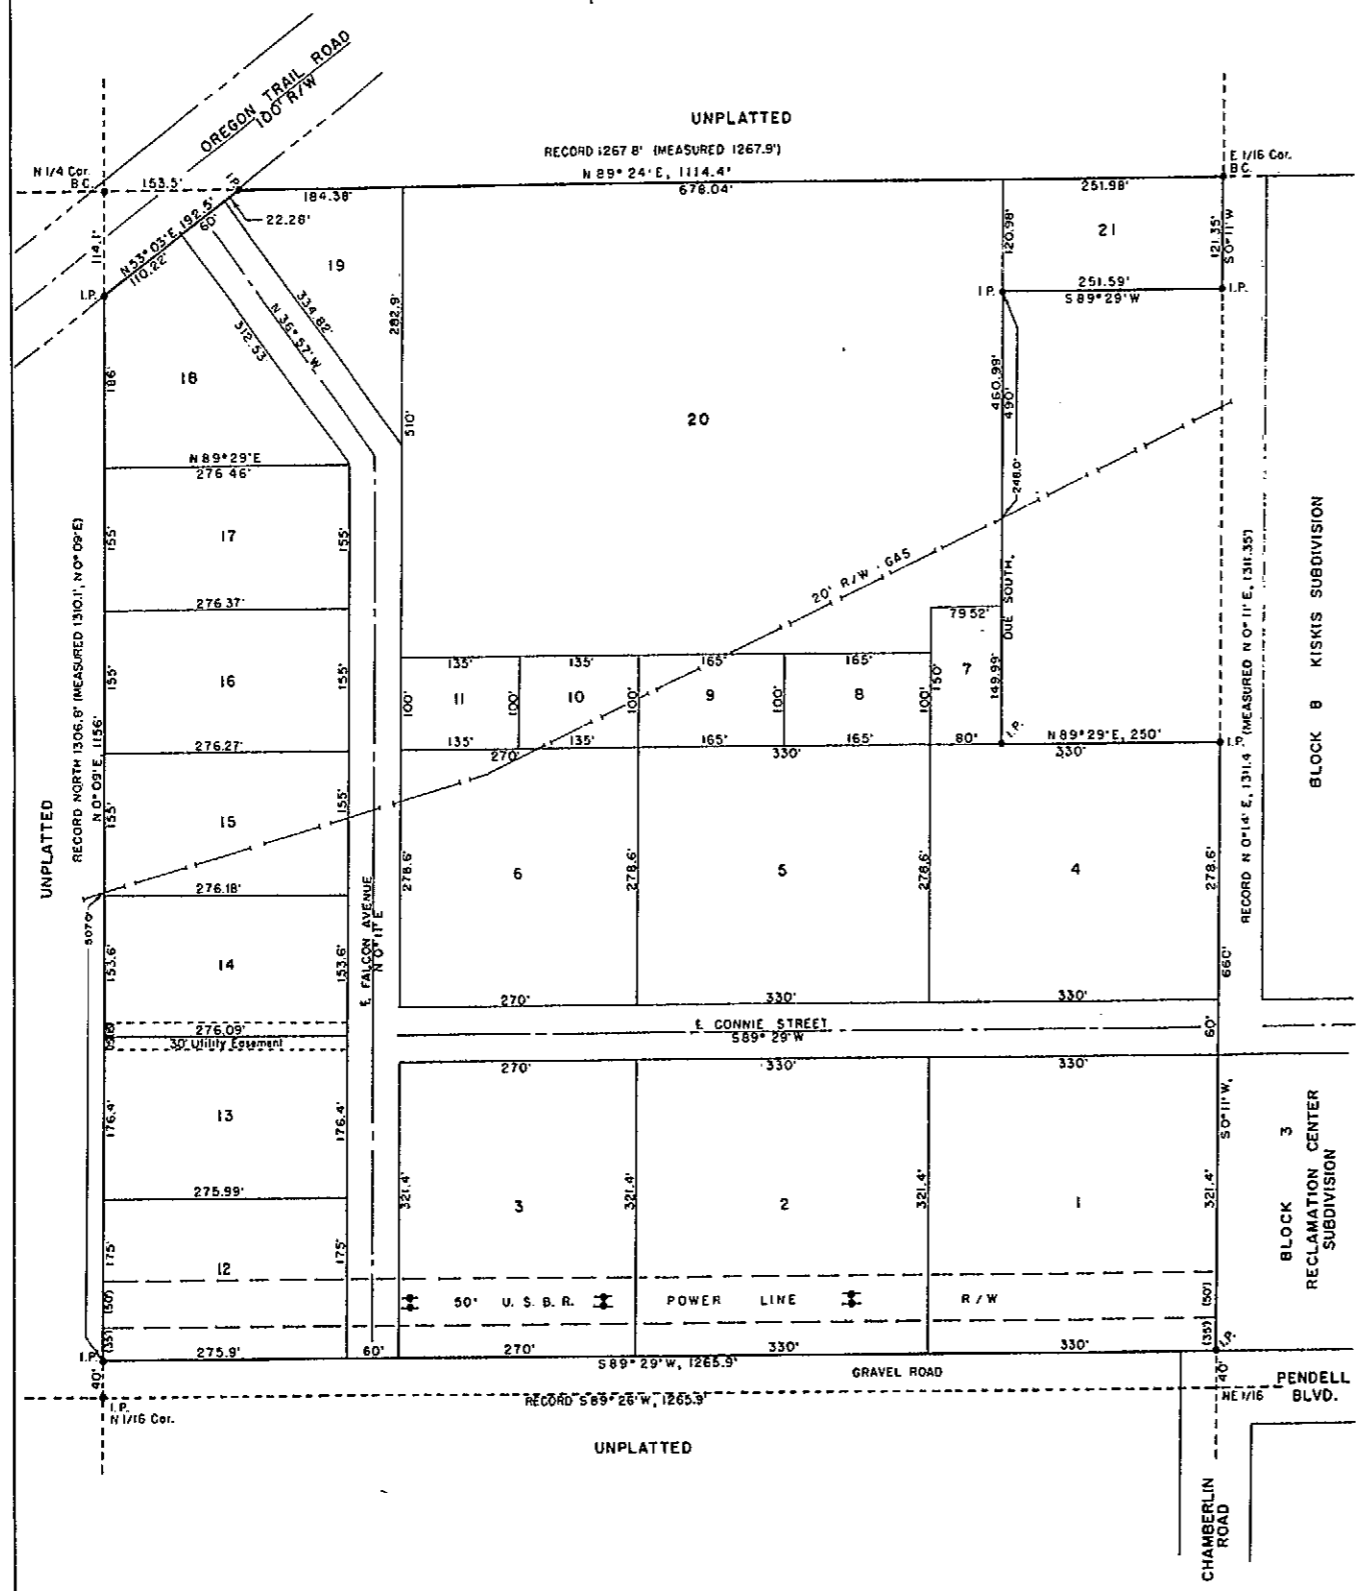 OREGON TRAIL ROAD
100' R/W
UNPLATTED
RECORD 1267.8' (MEASURED 1267.9')
N 89° 24' E, 1114.4'
N 1/4 Cor.
B.C.
153.5'
I.P.
184.38'
678.04'
251.98'
E 1/16 Cor.
B.C.
114.1'
N 53° 03' E, 192.5'
110.22'
60'
22.28'
19
120.98'
21
121.35'
S 0° 11' W
I.P.
251.59'
S 89° 29' W
I.P.
I.P.
334.82'
N 36° 57' W
312.53'
282.9'
510'
186'
18
20
460.99'
490'
248.0'
N 89° 29' E
276.46'
155'
17
155'
276.37'
155'
16
155'
276.27'
155'
15
155'
276.18'
153.6'
14
153.6'
276.09'
30' Utility Easement
176.4'
13
176.4'
275.99'
175'
12
175'
(50')
(35')
275.9'
60'
UNPLATTED
RECORD NORTH 1306.8' (MEASURED 1310.1', N 0° 09' E)
N 0° 09' E, 1156'
20' R/W GAS
79.52'
DUE SOUTH,
135'
135'
165'
165'
100'
11
100'
10
100'
9
100'
8
100'
150'
7
149.99'
135'
135'
165'
165'
80'
I.P.
N 89° 29' E, 250'
I.P.
270'
330'
330'
278.6'
6
278.6'
5
278.6'
4
278.6'
270'
330'
330'
660'
RECORD N 0° 14' E, 1311.4 (MEASURED N 0° 11' E, 1311.35')
BLOCK 8 KISKIS SUBDIVISION
℄ FALCON AVENUE
N 0° 11' E
℄ CONNIE STREET
S 89° 29' W
60'
270'
330'
330'
S 0° 11' W,
321.4'
3
321.4'
2
321.4'
1
321.4'
BLOCK 3
RECLAMATION CENTER
SUBDIVISION
50' U. S. B. R. POWER LINE R/W
(50')
(35')
I.P.
I.P.
270'
330'
330'
S 89° 29' W, 1265.9'
GRAVEL ROAD
40'
40'
I.P.
N 1/16 Cor.
RECORD S 89° 26' W, 1265.9'
NE 1/16
PENDELL
BLVD.
UNPLATTED
CHAMBERLIN
ROAD